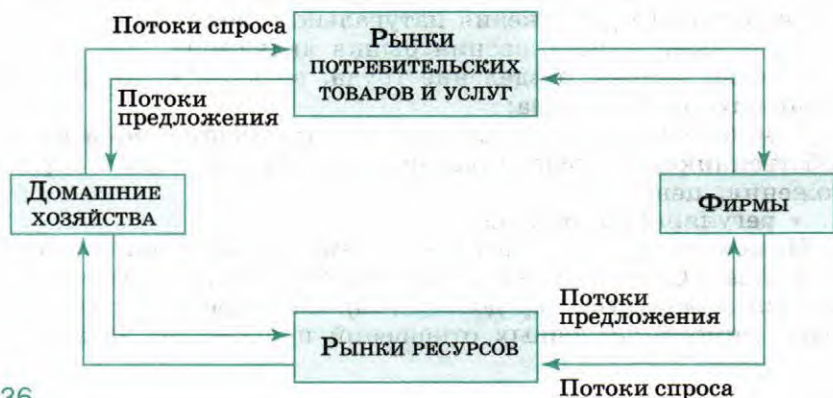 Потоки спроса
Рынки
потребительских
товаров и услуг
Потоки
предложения
Домашние
хозяйства
Фирмы
Потоки
предложения
Рынки ресурсов
Потоки спроса
36